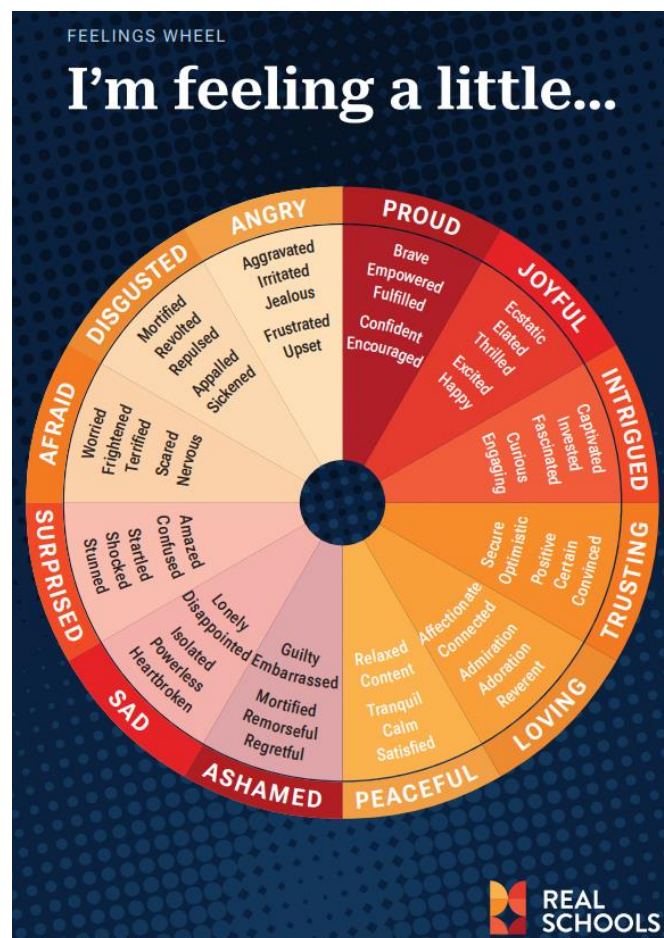 FEELINGS WHEEL
I'm feeling a little...
PROUD
Brave
Empowered
Fulfilled
Confident
Encouraged
JOYFUL
Ecstatic
Elated
Thrilled
Excited
Happy
INTRIGUED
Captivated
Invested
Fascinated
Curious
Engaging
TRUSTING
Secure
Optimistic
Positive
Certain
Convinced
LOVING
Affectionate
Connected
Admiration
Adoration
Reverent
PEACEFUL
Relaxed
Content
Tranquil
Calm
Satisfied
ASHAMED
Guilty
Embarrassed
Mortified
Remorseful
Regretful
SAD
Lonely
Disappointed
Isolated
Powerless
Heartbroken
SURPRISED
Amazed
Confused
Startled
Shocked
Stunned
AFRAID
Worried
Frightened
Terrified
Scared
Nervous
DISGUSTED
Mortified
Revolted
Repulsed
Appalled
Sickened
ANGRY
Aggravated
Irritated
Jealous
Frustrated
Upset
REAL
SCHOOLS